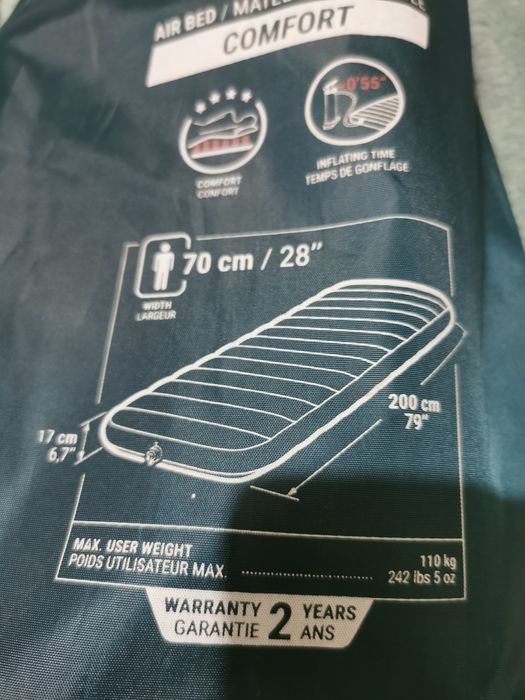 AIR BED /
COMFORT
0'55"
COMFORT
CONFORT
INFLATING TIME
TEMPS DE GONFLAGE
70 cm / 28"
WIDTH
LARGEUR
200 cm
79"
17 cm
6,7"
MAX. USER WEIGHT
POIDS UTILISATEUR MAX. ........................................ 110 kg
242 lbs 5 oz
WARRANTY 2 YEARS
GARANTIE ANS